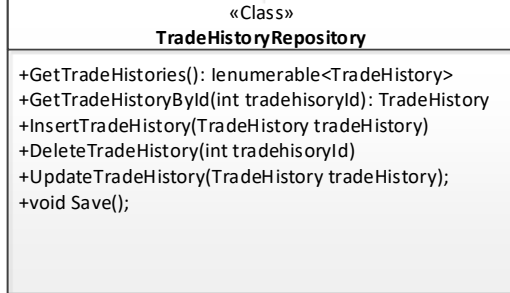 «Class»
TradeHistoryRepository
+GetTradeHistories(): Ienumerable<TradeHistory>
+GetTradeHistoryById(int tradehisoryId): TradeHistory
+InsertTradeHistory(TradeHistory tradeHistory)
+DeleteTradeHistory(int tradehisoryId)
+UpdateTradeHistory(TradeHistory tradeHistory);
+void Save();